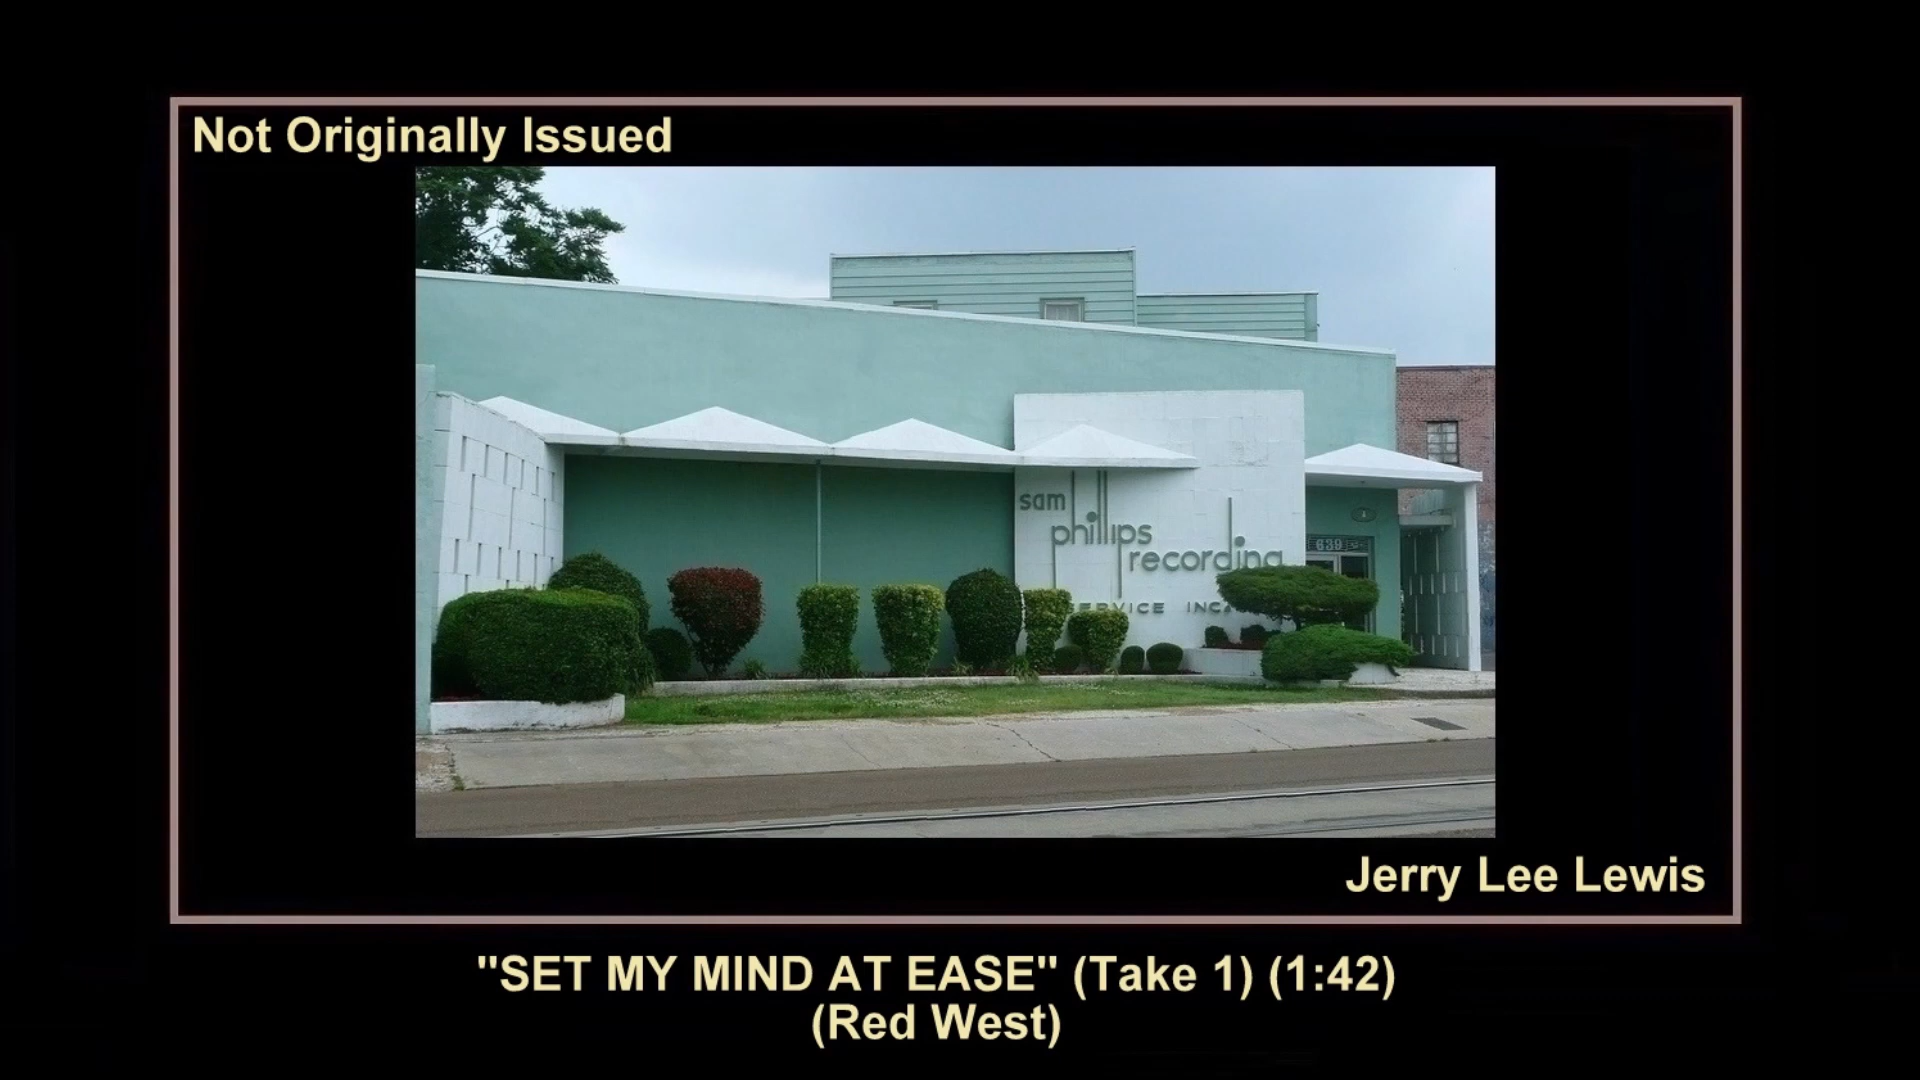 Not Originally Issued
sam
phillips
recording
639
SERVICE INC.
Jerry Lee Lewis
"SET MY MIND AT EASE" (Take 1) (1:42)
(Red West)